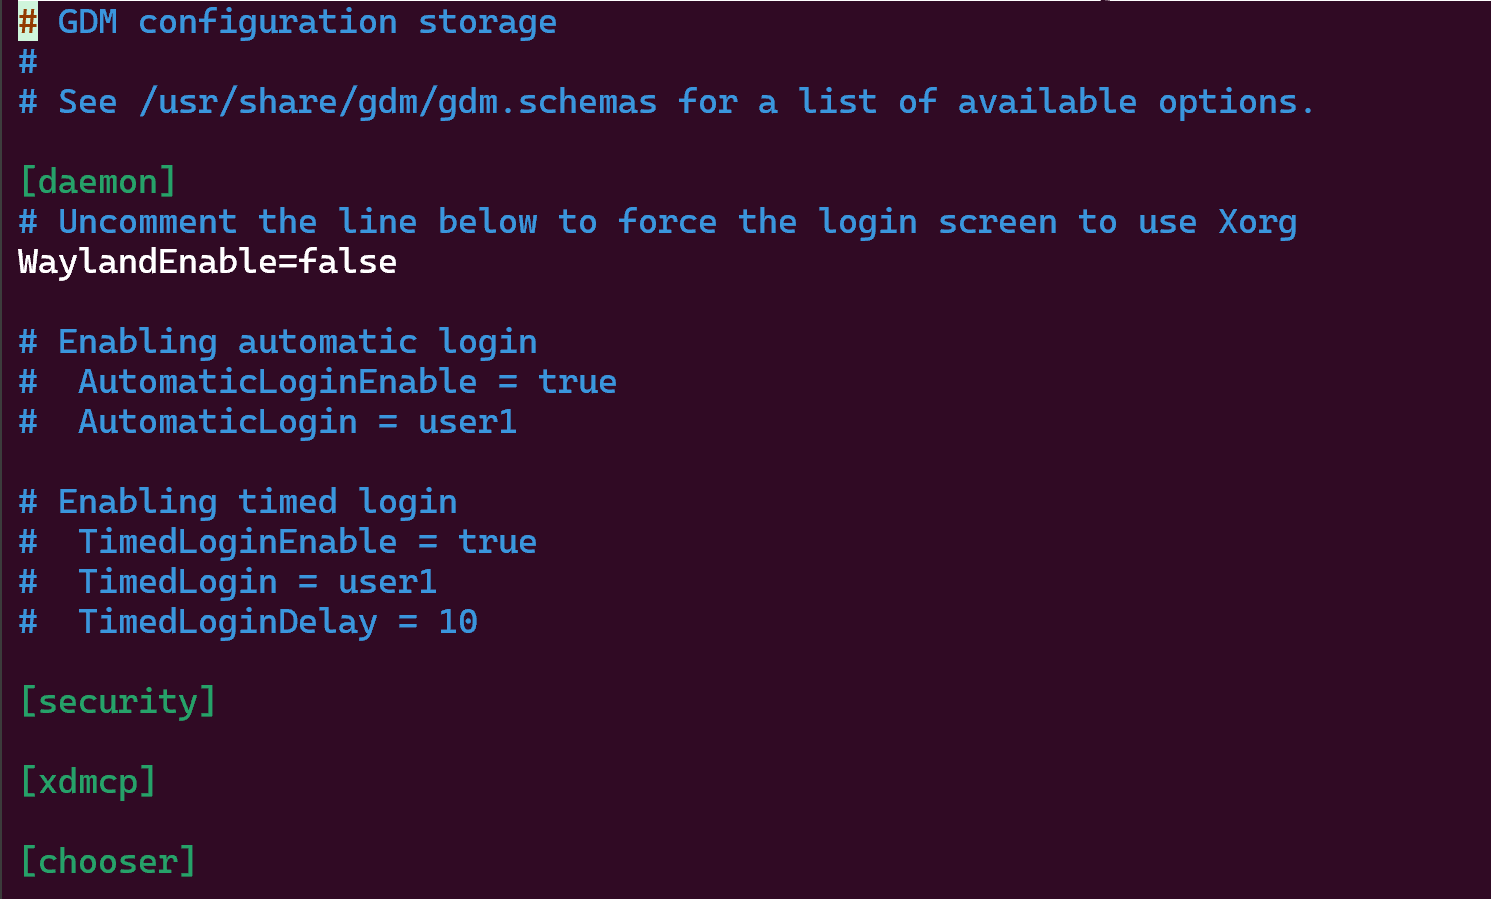 # GDM configuration storage
#
# See /usr/share/gdm/gdm.schemas for a list of available options.
[daemon]
# Uncomment the line below to force the login screen to use Xorg
WaylandEnable=false
# Enabling automatic login
#  AutomaticLoginEnable = true
#  AutomaticLogin = user1
# Enabling timed login
#  TimedLoginEnable = true
#  TimedLogin = user1
#  TimedLoginDelay = 10
[security]
[xdmcp]
[chooser]